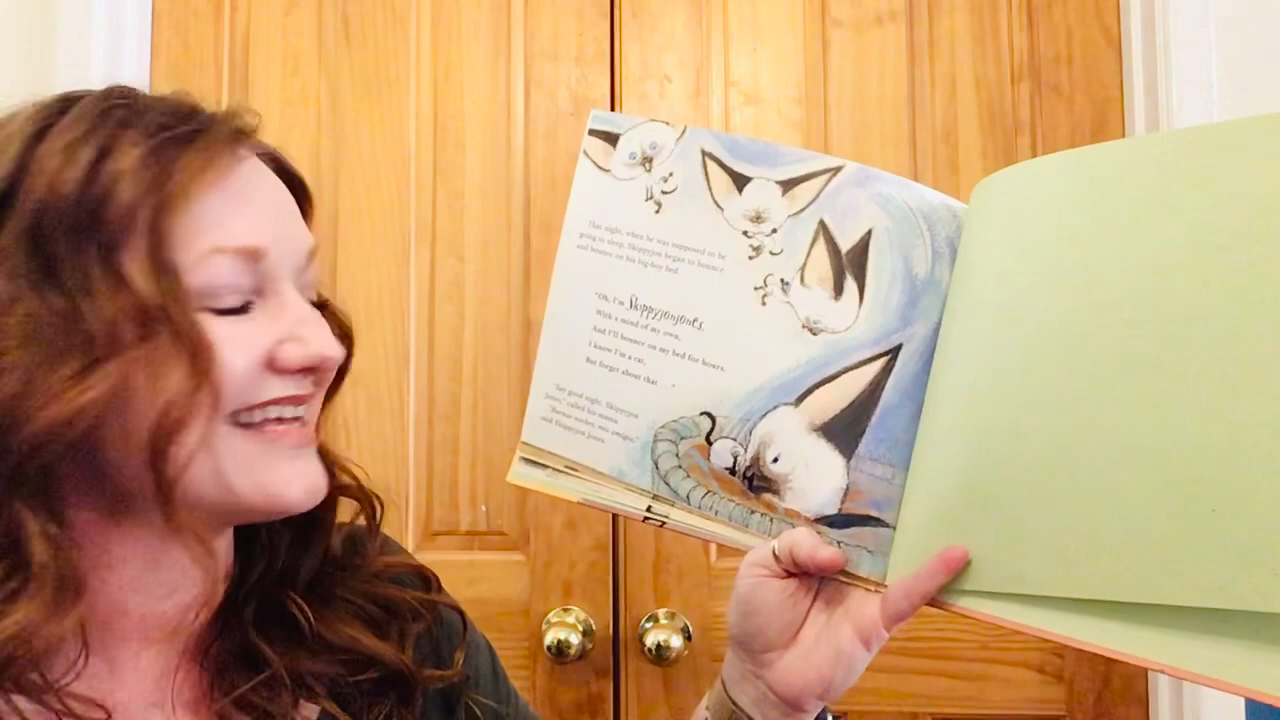 That night, when he was supposed to be
going to sleep, Skippyjon began to bounce
and bounce on his big-boy bed.
"Oh, I'm Skippyjonjones,
With a mind of my own,
And I'll bounce on my bed for hours.
I know I'm a cat,
But forget about that . . . "
"Say good night, Skippyjon
Jones," called his mama.
"Buenas noches, mis amigos,"
said Skippyjon Jones.